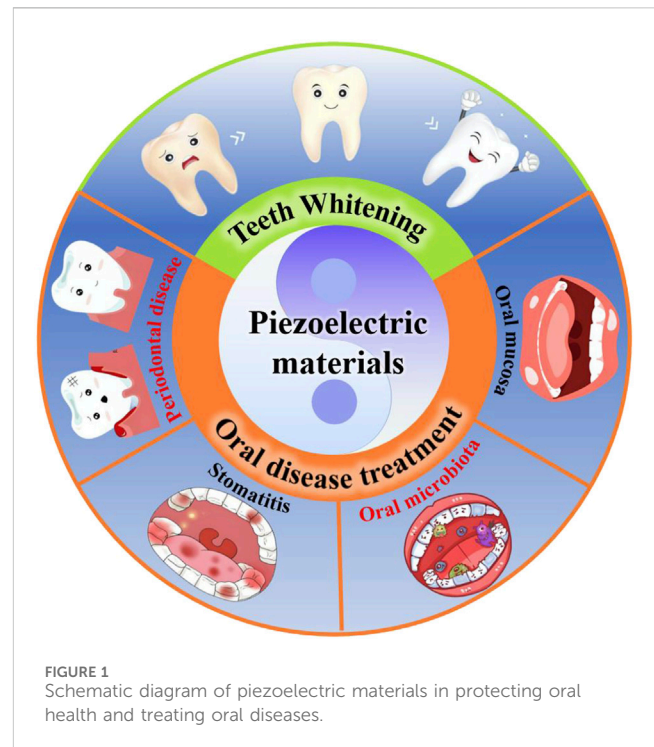 Teeth Whitening
Periodontal disease
Piezoelectric
materials
Oral mucosa
Oral disease treatment
Stomatitis
Oral microbiota
FIGURE 1
Schematic diagram of piezoelectric materials in protecting oral
health and treating oral diseases.